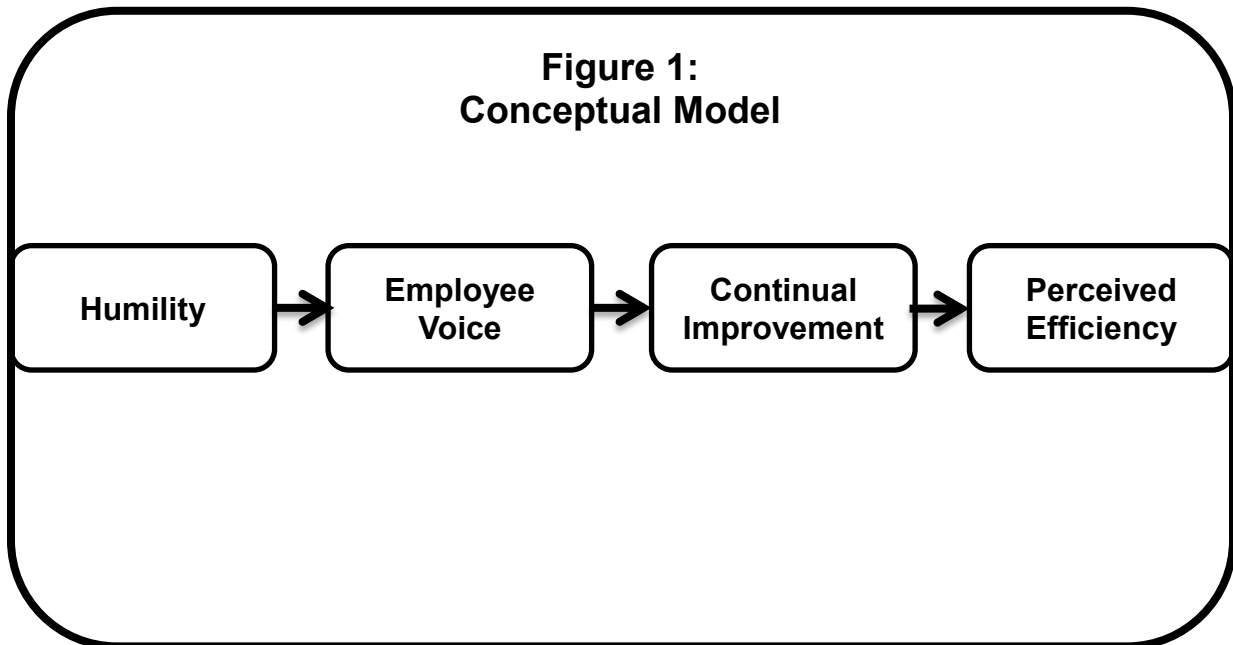 Figure 1:
Conceptual Model
Humility
Employee
Voice
Continual
Improvement
Perceived
Efficiency